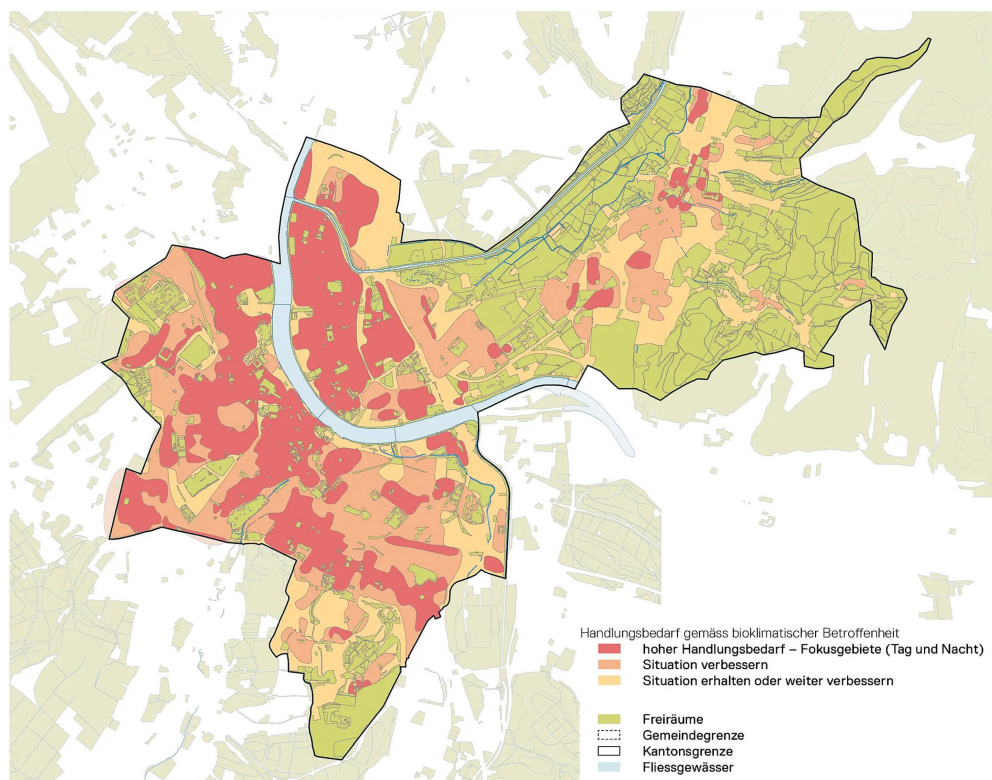 Handlungsbedarf gemäss bioklimatischer Betroffenheit
hoher Handlungsbedarf – Fokusgebiete (Tag und Nacht)
Situation verbessern
Situation erhalten oder weiter verbessern
Freiräume
Gemeindegrenze
Kantonsgrenze
Fliessgewässer